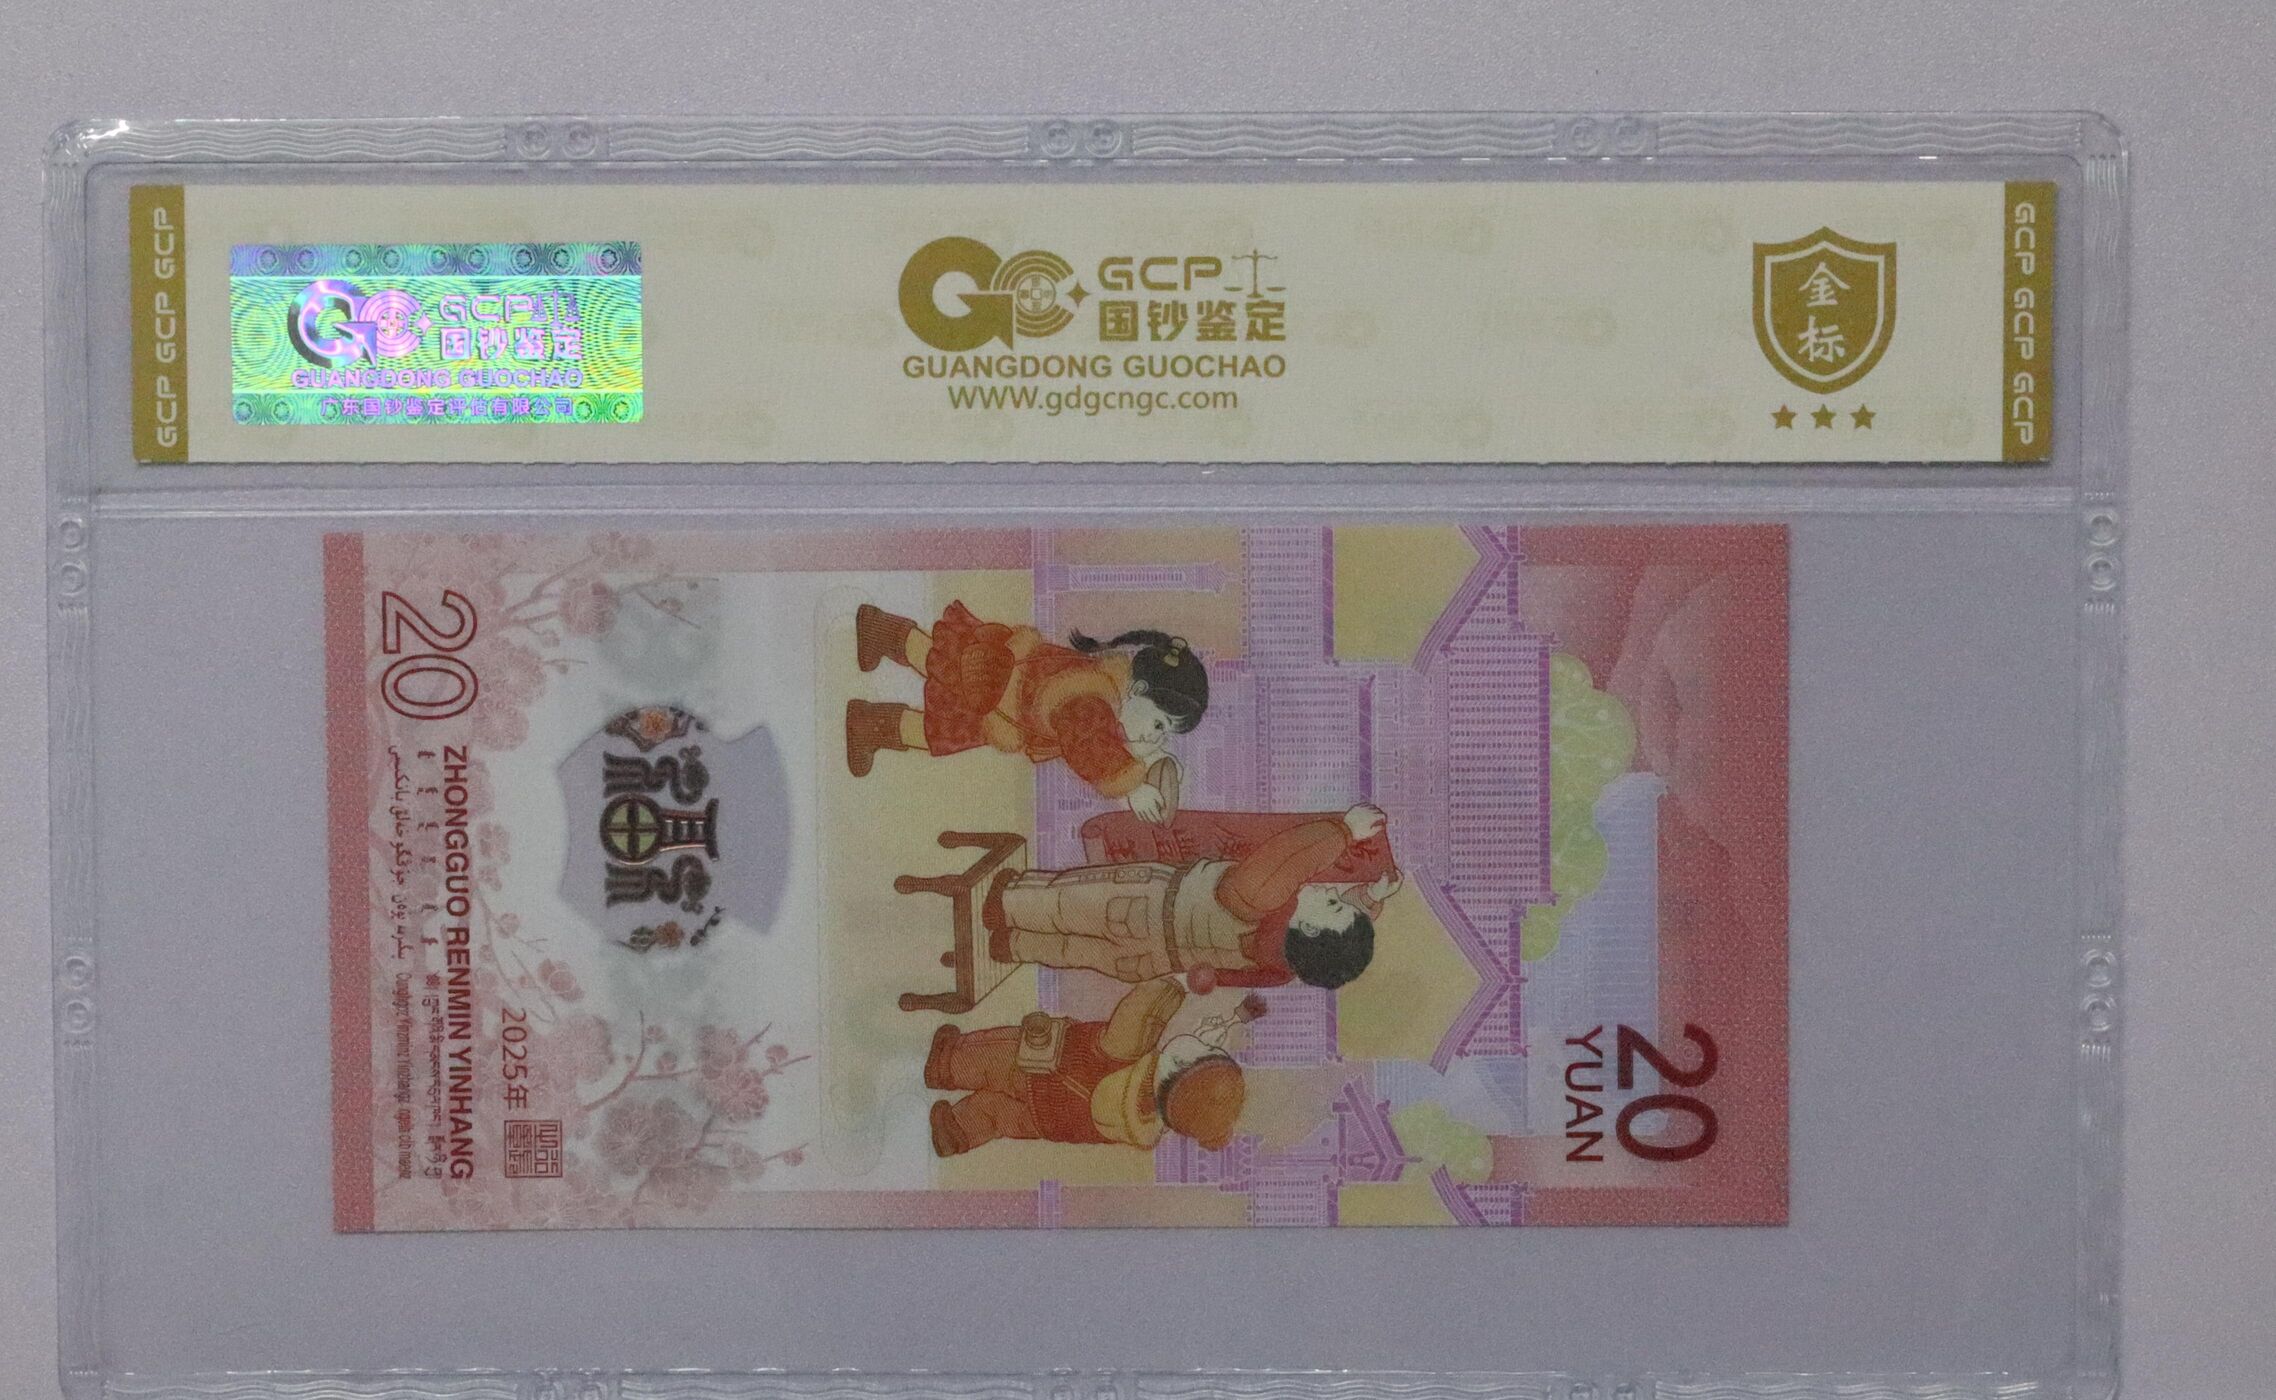 GCP GCP GCP
GCP
国钞鉴定
GUANGDONG GUOCHAO
广东国钞鉴定评估有限公司
GCP
国钞鉴定
GUANGDONG GUOCHAO
WWW.gdgcngc.com
金
标
GCP GCP GCP
20
YUAN
2025年
ZHONGGUO RENMIN YINHANG
20